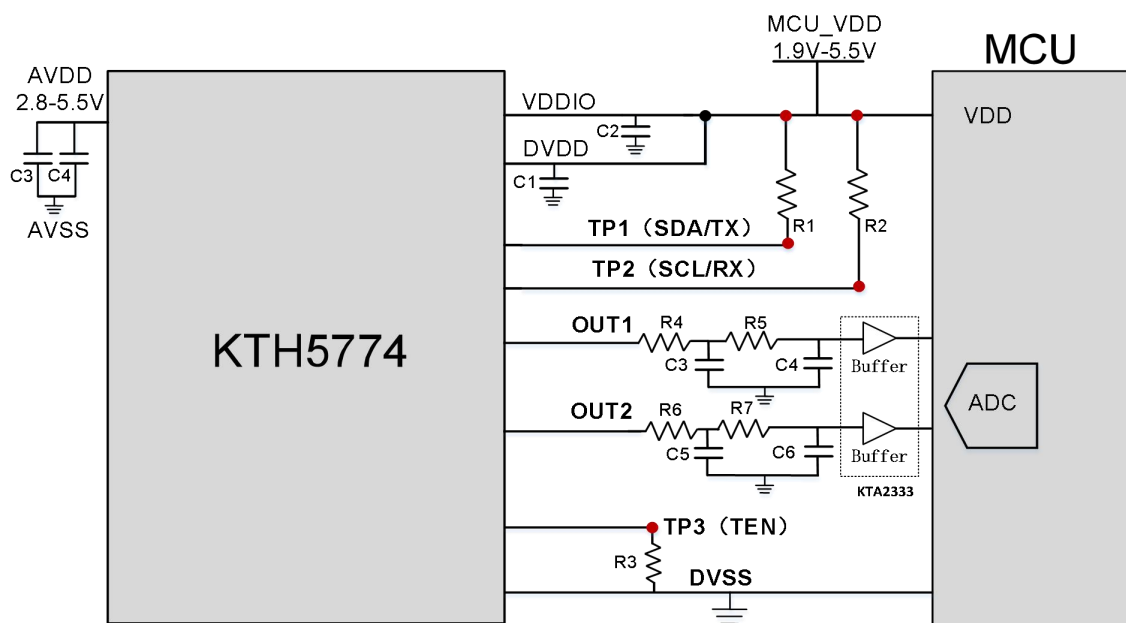 MCU_VDD
1.9V-5.5V
MCU
AVDD
2.8-5.5V
VDDIO
C2
VDD
DVDD
C1
C3
C4
AVSS
TP1（SDA/TX）
R1
R2
TP2（SCL/RX）
KTH5774
OUT1
R4
R5
C3
C4
Buffer
ADC
OUT2
R6
R7
C5
C6
Buffer
KTA2333
TP3（TEN）
R3
DVSS